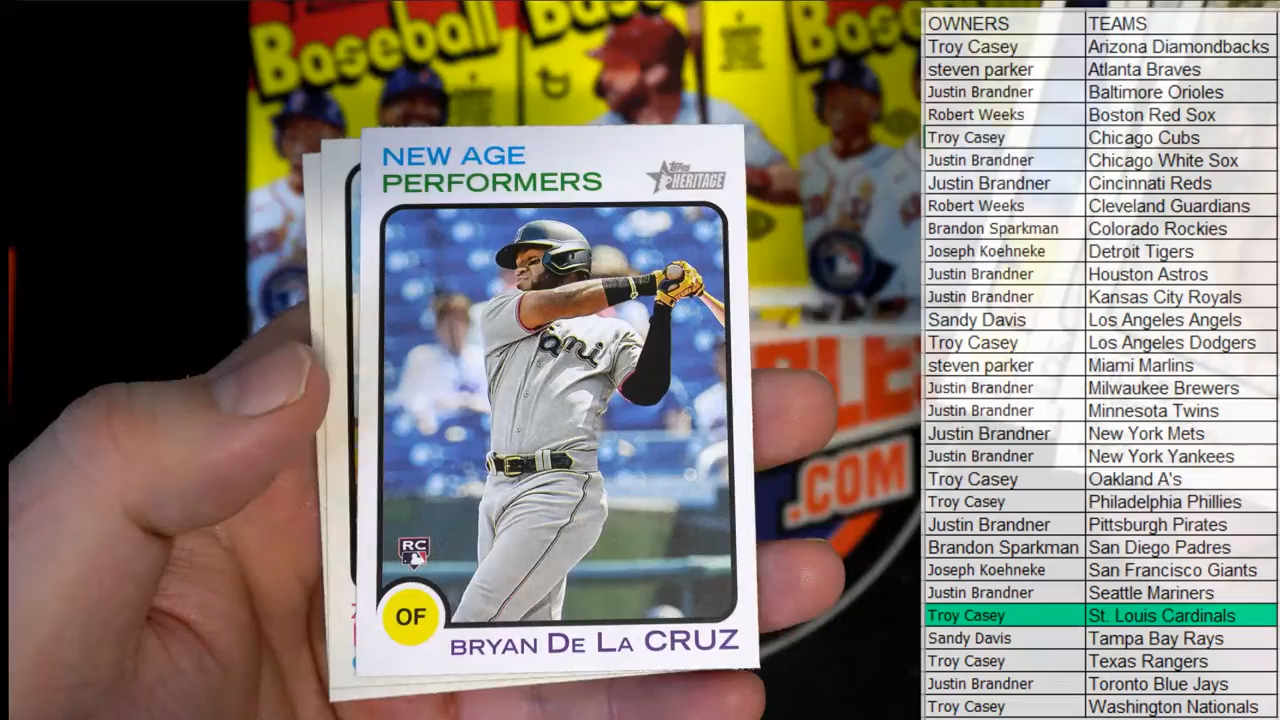 Baseball
Ba
Bas
NEW AGE
PERFORMERS
Topps
HERITAGE
ami
RC
OF
BRYAN DE LA CRUZ
.COM
OWNERS TEAMS
Troy Casey Arizona Diamondbacks
steven parker Atlanta Braves
Justin Brandner Baltimore Orioles
Robert Weeks Boston Red Sox
Troy Casey Chicago Cubs
Justin Brandner Chicago White Sox
Justin Brandner Cincinnati Reds
Robert Weeks Cleveland Guardians
Brandon Sparkman Colorado Rockies
Joseph Koehneke Detroit Tigers
Justin Brandner Houston Astros
Justin Brandner Kansas City Royals
Sandy Davis Los Angeles Angels
Troy Casey Los Angeles Dodgers
steven parker Miami Marlins
Justin Brandner Milwaukee Brewers
Justin Brandner Minnesota Twins
Justin Brandner New York Mets
Justin Brandner New York Yankees
Troy Casey Oakland A's
Troy Casey Philadelphia Phillies
Justin Brandner Pittsburgh Pirates
Brandon Sparkman San Diego Padres
Joseph Koehneke San Francisco Giants
Justin Brandner Seattle Mariners
Troy Casey St. Louis Cardinals
Sandy Davis Tampa Bay Rays
Troy Casey Texas Rangers
Justin Brandner Toronto Blue Jays
Troy Casey Washington Nationals